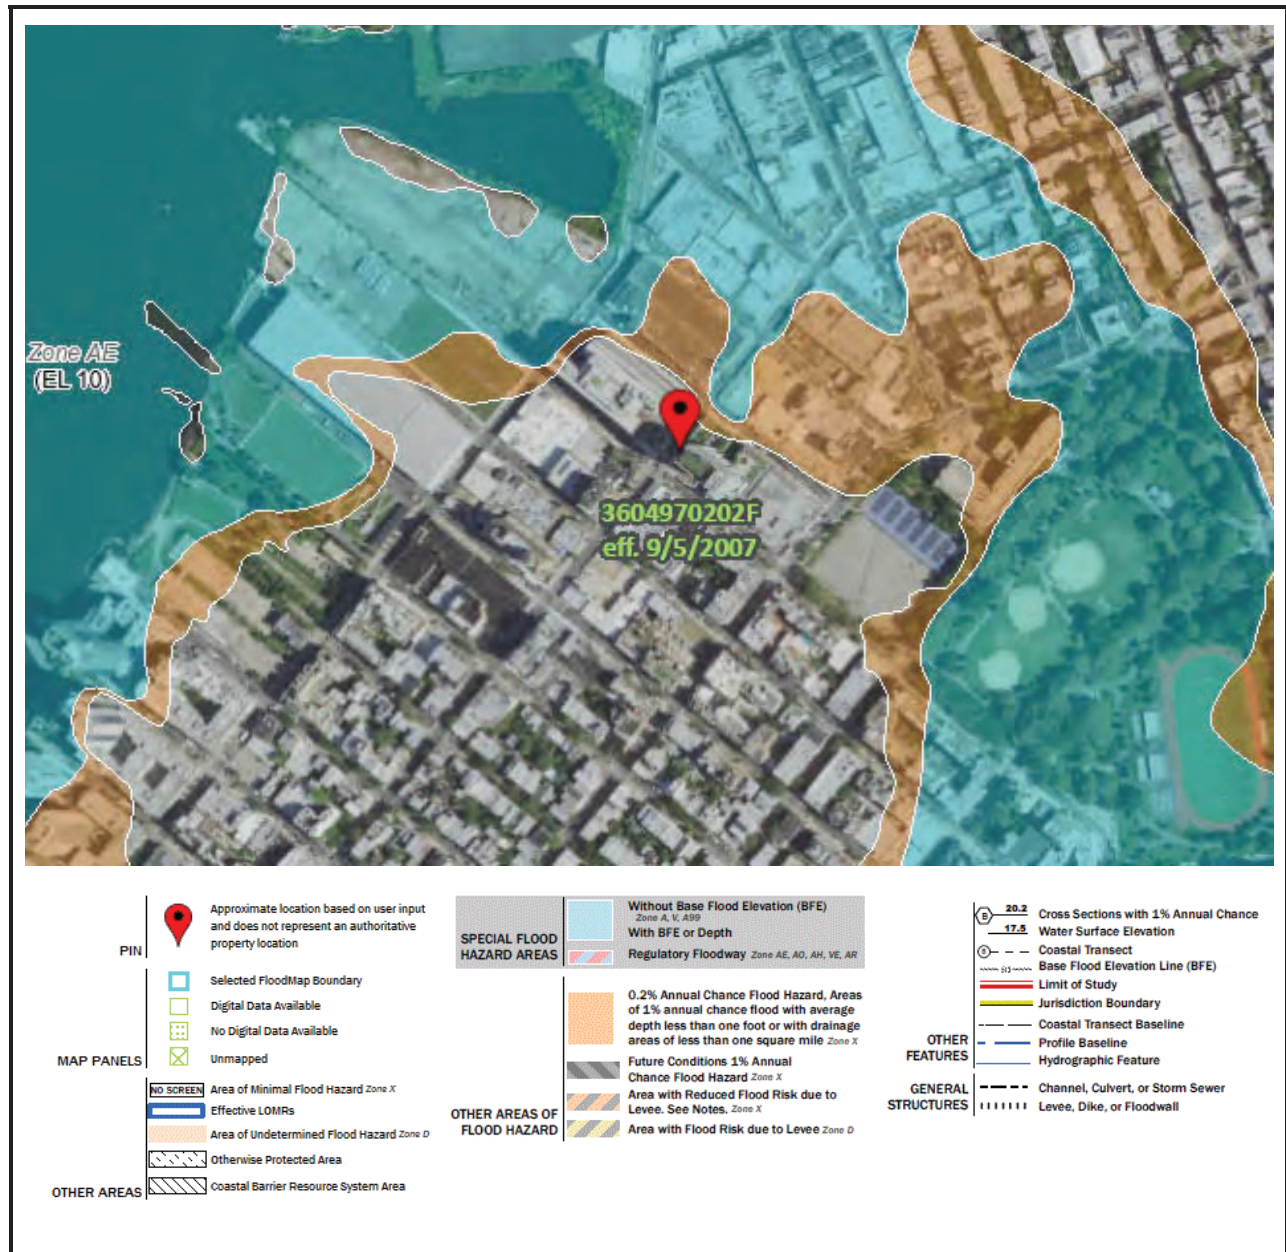 Zone AE
(EL 10)
3604970202F
eff. 9/5/2007
PIN
Approximate location based on user input
and does not represent an authoritative
property location
MAP PANELS
Selected FloodMap Boundary
Digital Data Available
No Digital Data Available
Unmapped
OTHER AREAS
NO SCREEN Area of Minimal Flood Hazard Zone X
Effective LOMRs
Area of Undetermined Flood Hazard Zone D
Otherwise Protected Area
Coastal Barrier Resource System Area
SPECIAL FLOOD
HAZARD AREAS
Without Base Flood Elevation (BFE)
Zone A, V, A99
With BFE or Depth
Regulatory Floodway Zone AE, AO, AH, VE, AR
OTHER AREAS OF
FLOOD HAZARD
0.2% Annual Chance Flood Hazard, Areas
of 1% annual chance flood with average
depth less than one foot or with drainage
areas of less than one square mile Zone X
Future Conditions 1% Annual
Chance Flood Hazard Zone X
Area with Reduced Flood Risk due to
Levee. See Notes. Zone X
Area with Flood Risk due to Levee Zone D
OTHER
FEATURES
B 20.2 Cross Sections with 1% Annual Chance
17.5 Water Surface Elevation
8 Coastal Transect
513 Base Flood Elevation Line (BFE)
Limit of Study
Jurisdiction Boundary
Coastal Transect Baseline
Profile Baseline
Hydrographic Feature
GENERAL
STRUCTURES
Channel, Culvert, or Storm Sewer
Levee, Dike, or Floodwall